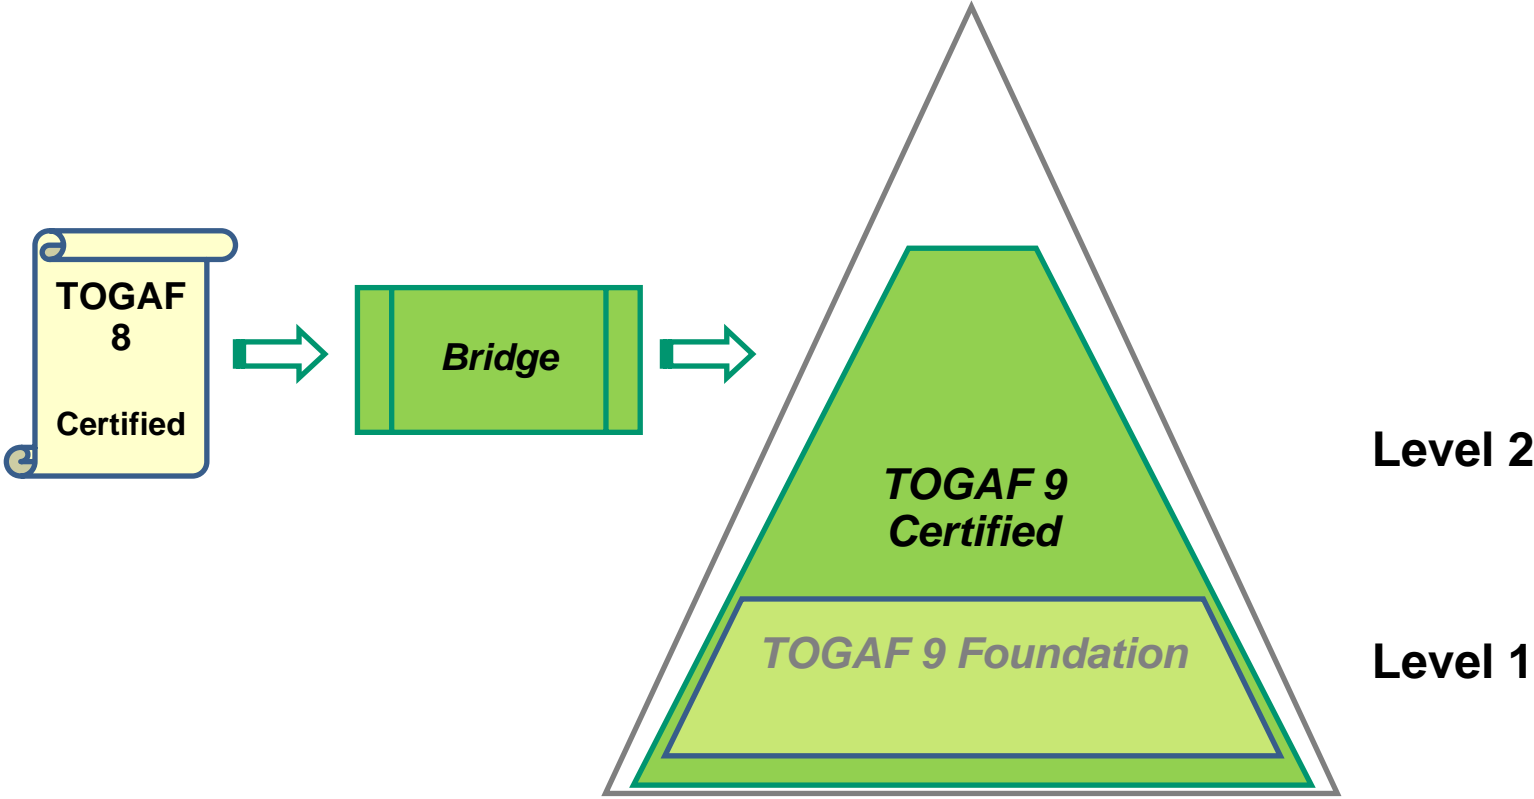 TOGAF
8
Certified
Bridge
TOGAF 9
Certified
TOGAF 9 Foundation
Level 2
Level 1